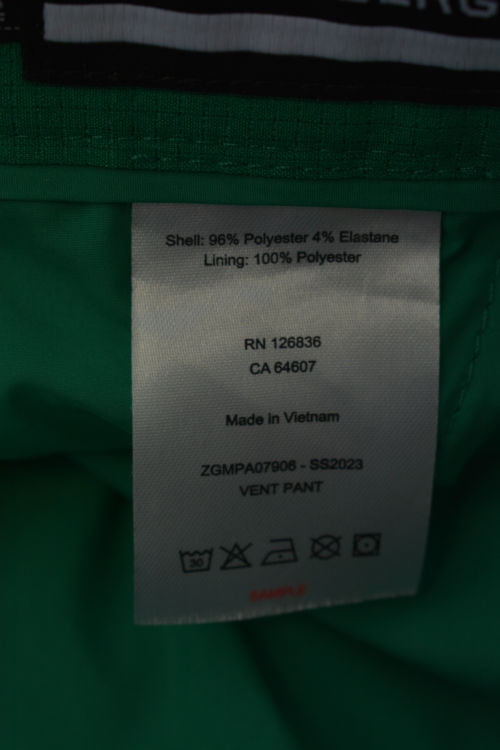 Shell: 96% Polyester 4% Elastane
Lining: 100% Polyester
RN 126836
CA 64607
Made in Vietnam
ZGMPA07906 - SS2023
VENT PANT
30
SAMPLE